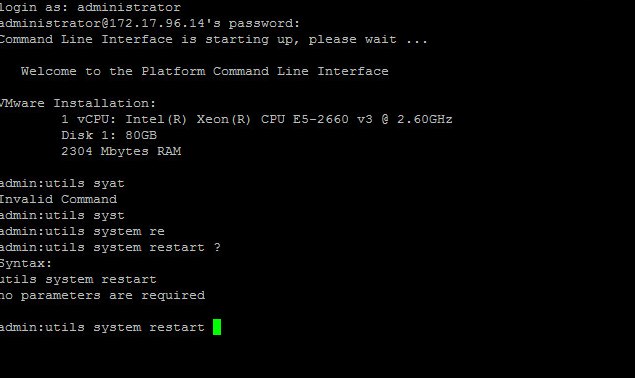 login as: administrator
administrator@172.17.96.14's password:
Command Line Interface is starting up, please wait ...
Welcome to the Platform Command Line Interface
VMware Installation:
1 vCPU: Intel(R) Xeon(R) CPU E5-2660 v3 @ 2.60GHz
Disk 1: 80GB
2304 Mbytes RAM
admin:utils syat
Invalid Command
admin:utils syst
admin:utils system re
admin:utils system restart ?
Syntax:
utils system restart
no parameters are required
admin:utils system restart